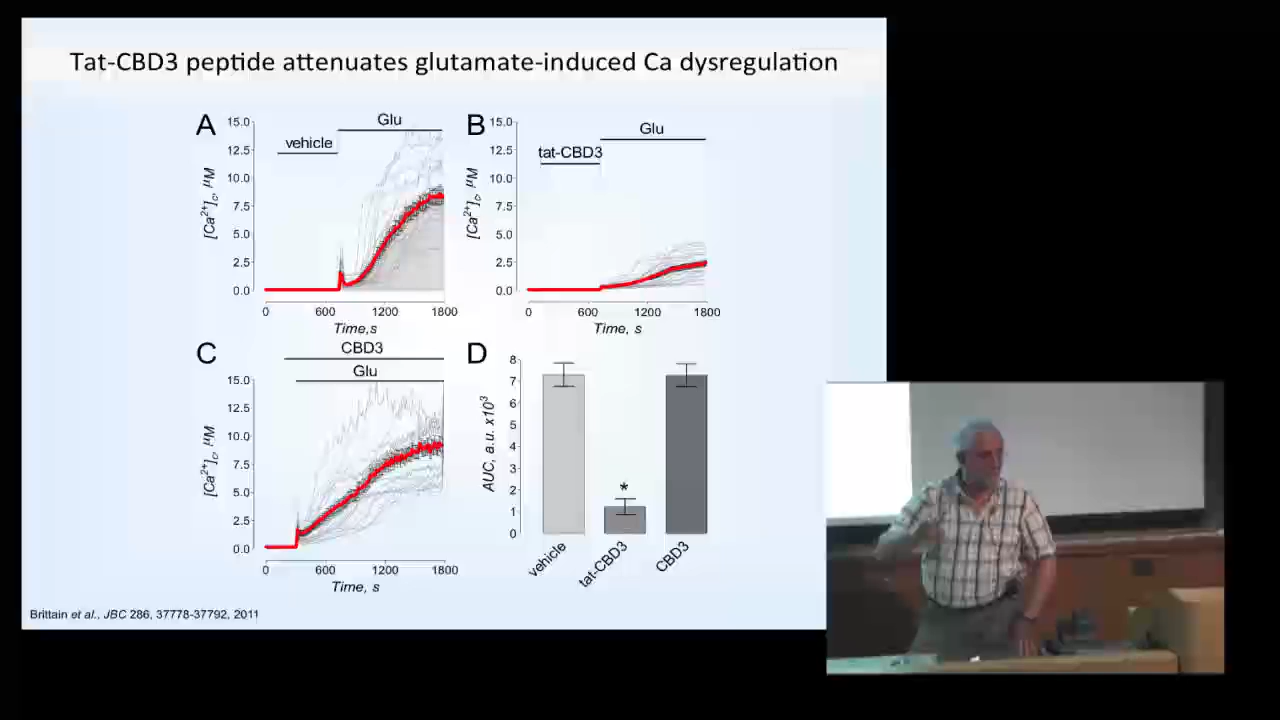 Tat-CBD3 peptide attenuates glutamate-induced Ca dysregulation
A
15.0
12.5
10.0
7.5
5.0
2.5
0.0
[Ca2+]c, µM
vehicle
Glu
0 600 1200 1800
Time,s
B
15.0
12.5
10.0
7.5
5.0
2.5
0.0
[Ca2+]c, µM
tat-CBD3
Glu
0 600 1200 1800
Time, s
C
CBD3
Glu
15.0
12.5
10.0
7.5
5.0
2.5
0.0
[Ca2+]c, µM
0 600 1200 1800
Time, s
D
8
7
6
5
4
3
2
1
0
AUC, a.u. x103
*
vehicle
tat-CBD3
CBD3
Brittain et al., JBC 286, 37778-37792, 2011